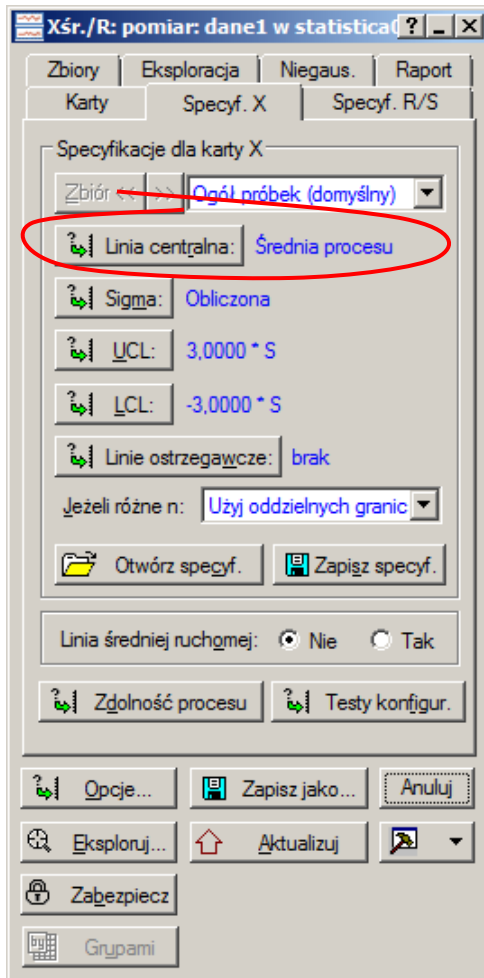 Xśr./R: pomiar: dane1 w statistica
Zbiory Eksploracja Niegaus. Raport
Karty Specyf. X Specyf. R/S
Specyfikacje dla karty X
Zbiór << >> Ogół próbek (domyślny)
Linia centralna: Średnia procesu
Sigma: Obliczona
UCL: 3,0000 * S
LCL: -3,0000 * S
Linie ostrzegawcze: brak
Jeżeli różne n: Użyj oddzielnych granic
Otwórz specyf. Zapisz specyf.
Linia średniej ruchomej: Nie Tak
Zdolność procesu Testy konfigur.
Opcje... Zapisz jako... Anuluj
Eksploruj... Aktualizuj
Zabezpiecz
Grupami